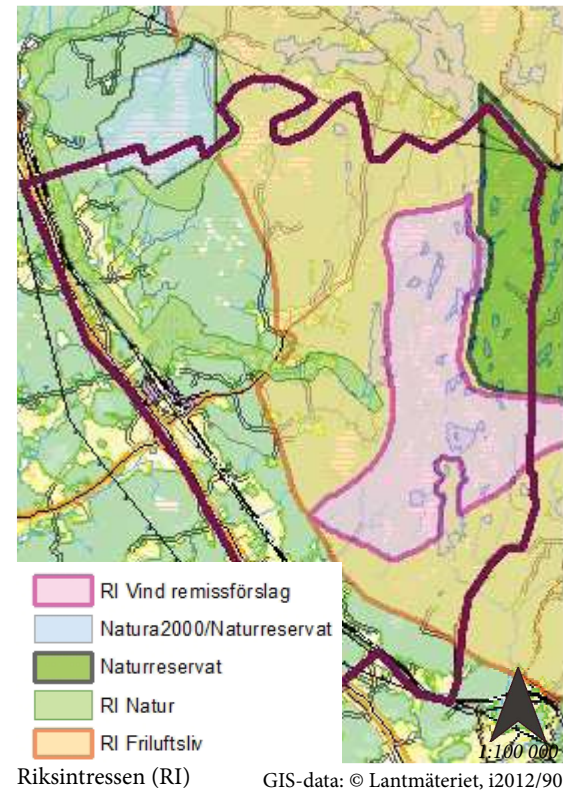 RI Vind remissförslag
Natura2000/Naturreservat
Naturreservat
RI Natur
RI Friluftsliv
1:100 000
Riksintressen (RI)
GIS-data: © Lantmäteriet, i2012/90